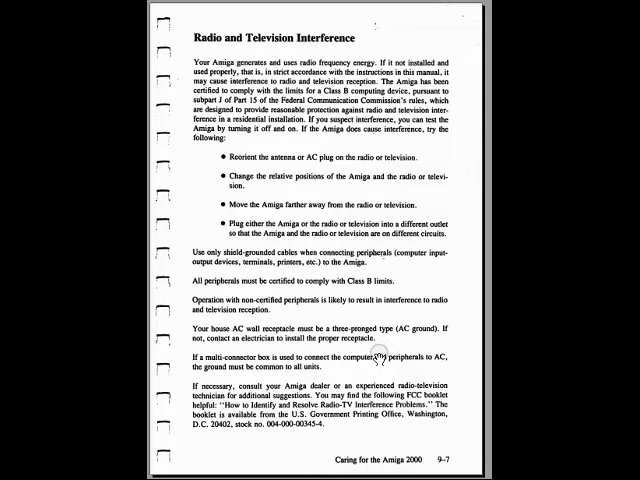 Radio and Television Interference
Your Amiga generates and uses radio frequency energy. If it not installed and
used properly, that is, in strict accordance with the instructions in this manual, it
may cause interference to radio and television reception. The Amiga has been
certified to comply with the limits for a Class B computing device, pursuant to
subpart J of Part 15 of the Federal Communication Commission's rules, which
are designed to provide reasonable protection against radio and television inter-
ference in a residential installation. If you suspect interference, you can test the
Amiga by turning it off and on. If the Amiga does cause interference, try the
following:
● Reorient the antenna or AC plug on the radio or television.
● Change the relative positions of the Amiga and the radio or televi-
sion.
● Move the Amiga farther away from the radio or television.
● Plug either the Amiga or the radio or television into a different outlet
so that the Amiga and the radio or television are on different circuits.
Use only shield-grounded cables when connecting peripherals (computer input-
output devices, terminals, printers, etc.) to the Amiga.
All peripherals must be certified to comply with Class B limits.
Operation with non-certified peripherals is likely to result in interference to radio
and television reception.
Your house AC wall receptacle must be a three-pronged type (AC ground). If
not, contact an electrician to install the proper receptacle.
If a multi-connector box is used to connect the computer peripherals to AC,
the ground must be common to all units.
If necessary, consult your Amiga dealer or an experienced radio-television
technician for additional suggestions. You may find the following FCC booklet
helpful: "How to Identify and Resolve Radio-TV Interference Problems." The
booklet is available from the U.S. Government Printing Office, Washington,
D.C. 20402, stock no. 004-000-00345-4.
Caring for the Amiga 2000 9-7